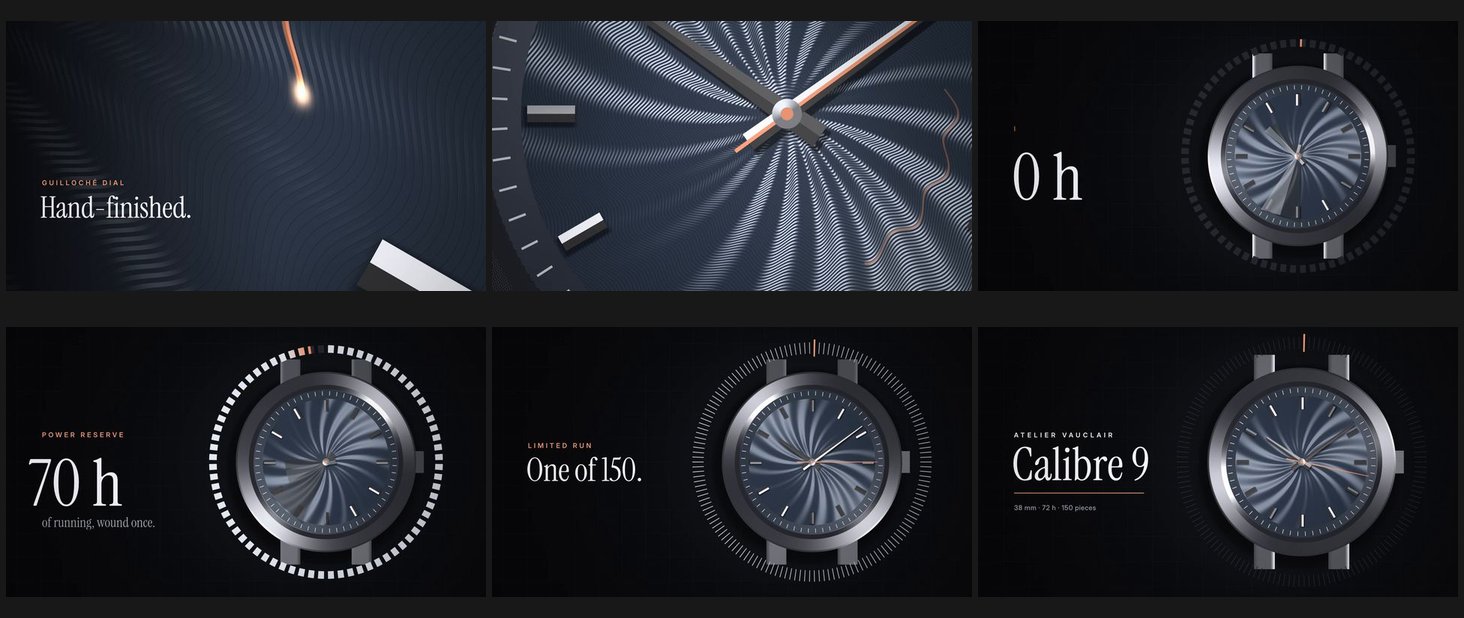 GUILLOCHÉ DIAL
Hand-finished.
0 h
POWER RESERVE
70 h
of running, wound once.
LIMITED RUN
One of 150.
ATELIER VAUCLAIR
Calibre 9
38 mm · 72 h · 150 pieces